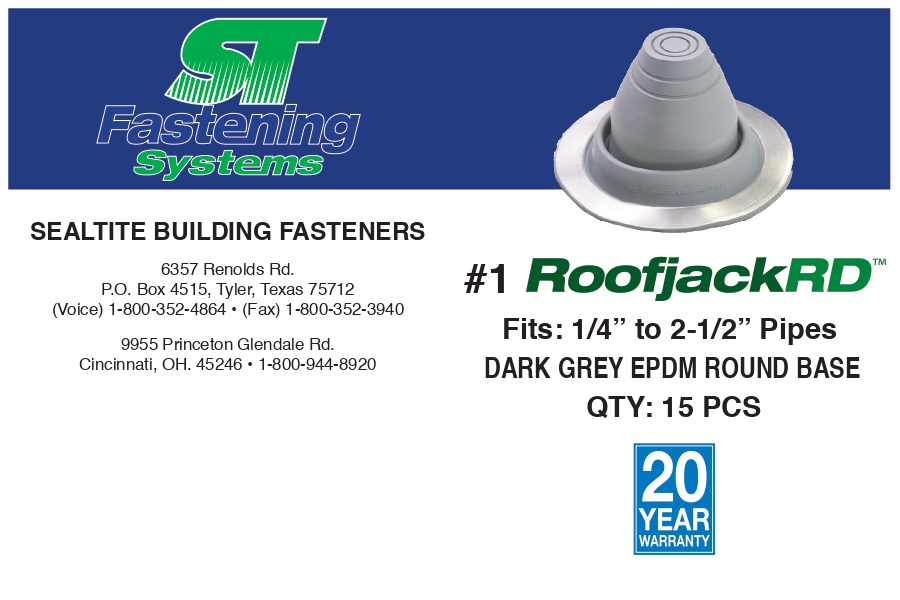 ST
Fastening
Systems
SEALTITE BUILDING FASTENERS
6357 Renolds Rd.
P.O. Box 4515, Tyler, Texas 75712
(Voice) 1-800-352-4864 • (Fax) 1-800-352-3940
9955 Princeton Glendale Rd.
Cincinnati, OH. 45246 • 1-800-944-8920
#1 RoofjackRD™
Fits: 1/4” to 2-1/2” Pipes
DARK GREY EPDM ROUND BASE
QTY: 15 PCS
20
YEAR
WARRANTY